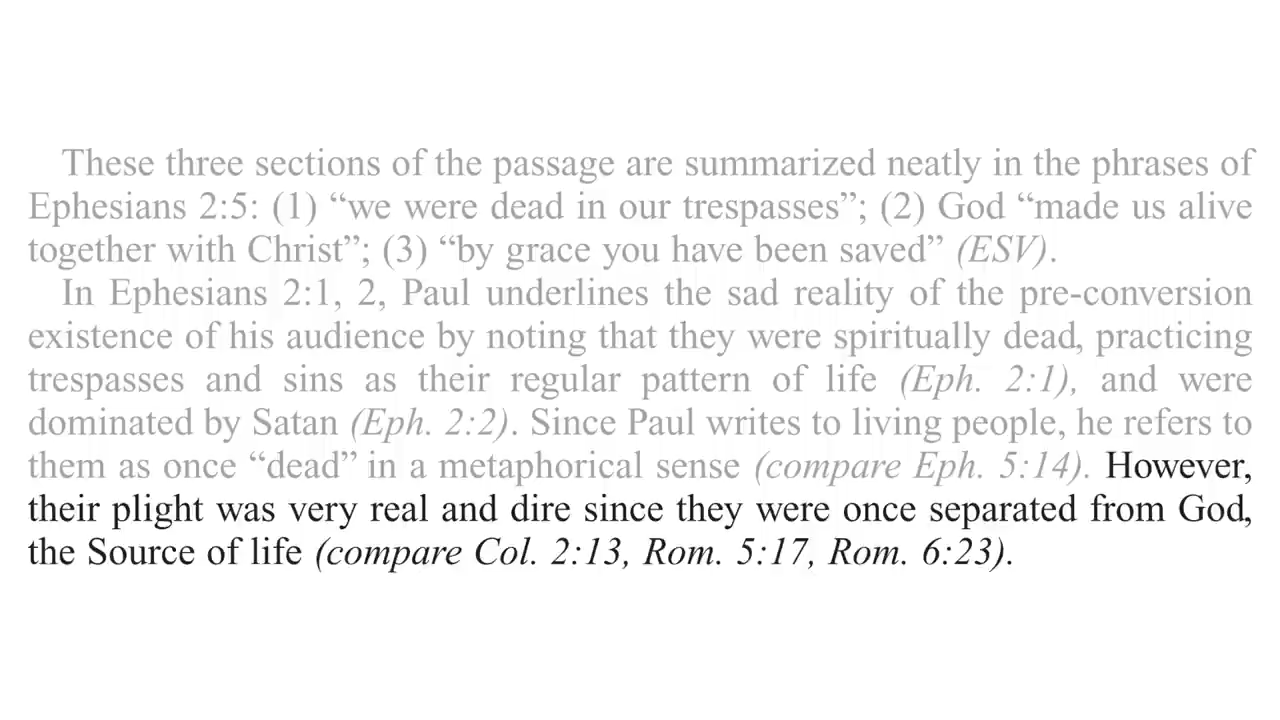 These three sections of the passage are summarized neatly in the phrases of
Ephesians 2:5: (1) “we were dead in our trespasses”; (2) God “made us alive
together with Christ”; (3) “by grace you have been saved” (ESV).
In Ephesians 2:1, 2, Paul underlines the sad reality of the pre-conversion
existence of his audience by noting that they were spiritually dead, practicing
trespasses and sins as their regular pattern of life (Eph. 2:1), and were
dominated by Satan (Eph. 2:2). Since Paul writes to living people, he refers to
them as once “dead” in a metaphorical sense (compare Eph. 5:14). However,
their plight was very real and dire since they were once separated from God,
the Source of life (compare Col. 2:13, Rom. 5:17, Rom. 6:23).